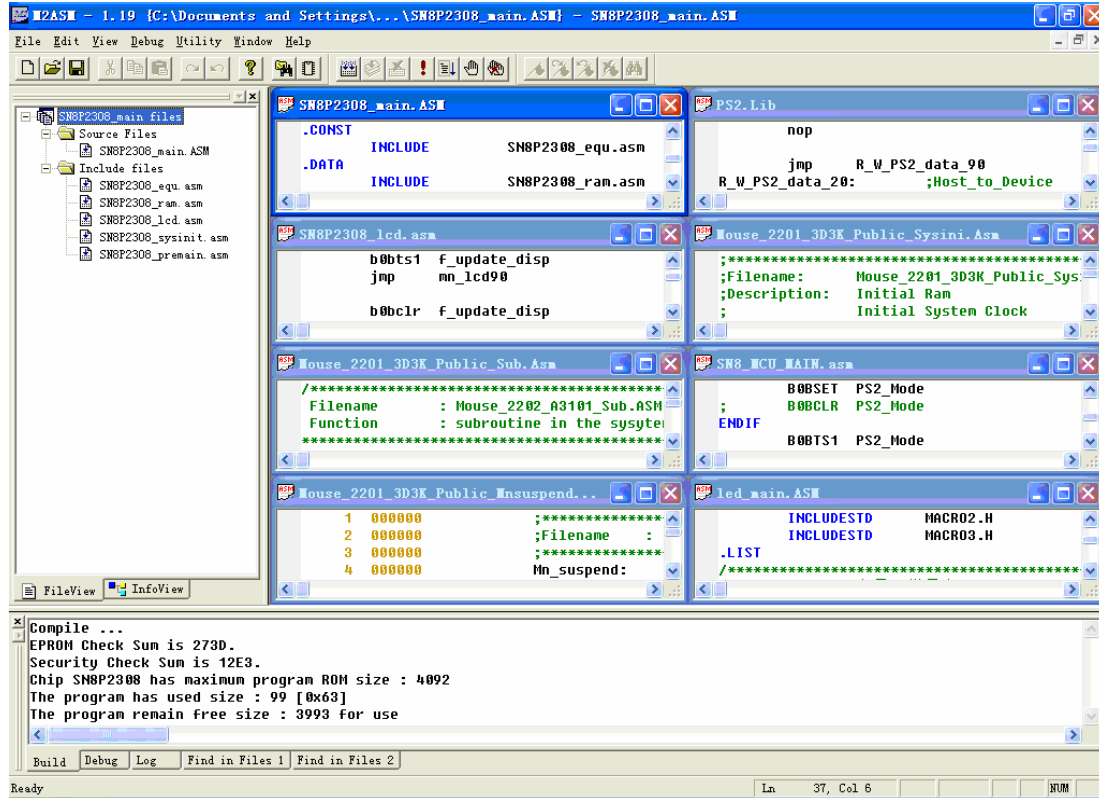 M2ASM - 1.19 {C:\Documents and Settings\...\SN8P2308_main.ASM} - SN8P2308_main.ASM
File Edit View Debug Utility Window Help
SN8P2308_main files
Source Files
SN8P2308_main.ASM
Include files
SN8P2308_equ.asm
SN8P2308_ram.asm
SN8P2308_lcd.asm
SN8P2308_sysinit.asm
SN8P2308_premain.asm
FileView InfoView
SN8P2308_main.ASM
.CONST
INCLUDE SN8P2308_equ.asm
.DATA
INCLUDE SN8P2308_ram.asm
PS2.Lib
nop
jmp R_W_PS2_data_90
R_W_PS2_data_20: ;Host_to_Device
SN8P2308_lcd.asm
b0bts1 f_update_disp
jmp mn_lcd90
b0bclr f_update_disp
Mouse_2201_3D3K_Public_Sysini.Asm
;****************************************
;Filename: Mouse_2201_3D3K_Public_Sys
;Description: Initial Ram
; Initial System Clock
Mouse_2201_3D3K_Public_Sub.Asm
/****************************************
Filename : Mouse_2202_A3101_Sub.ASM
Function : subroutine in the sysyte
****************************************
SN8_MCU_MAIN.asm
B0BSET PS2_Mode
; B0BCLR PS2_Mode
ENDIF
B0BTS1 PS2_Mode
Mouse_2201_3D3K_Public_Mnsuspend...
1 000000 ;**************
2 000000 ;Filename :
3 000000 ;**************
4 000000 Mn_suspend:
led_main.ASM
INCLUDESTD MACRO2.H
INCLUDESTD MACRO3.H
.LIST
/****************************************
Compile ...
EPROM Check Sum is 273D.
Security Check Sum is 12E3.
Chip SN8P2308 has maximum program ROM size : 4092
The program has used size : 99 [0x63]
The program remain free size : 3993 for use
Build Debug Log Find in Files 1 Find in Files 2
Ready Ln 37, Col 6 NUM